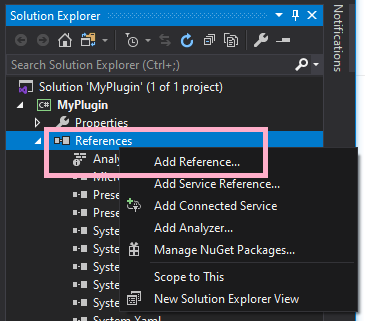 Solution Explorer
Search Solution Explorer (Ctrl+;)
Solution 'MyPlugin' (1 of 1 project)
C# MyPlugin
Properties
References
Add Reference...
Add Service Reference...
Add Connected Service
Add Analyzer...
Manage NuGet Packages...
Scope to This
New Solution Explorer View
Analy
Micr
Prese
Prese
Syste
Syste
Syste
Syste
System.Xaml
Notifications